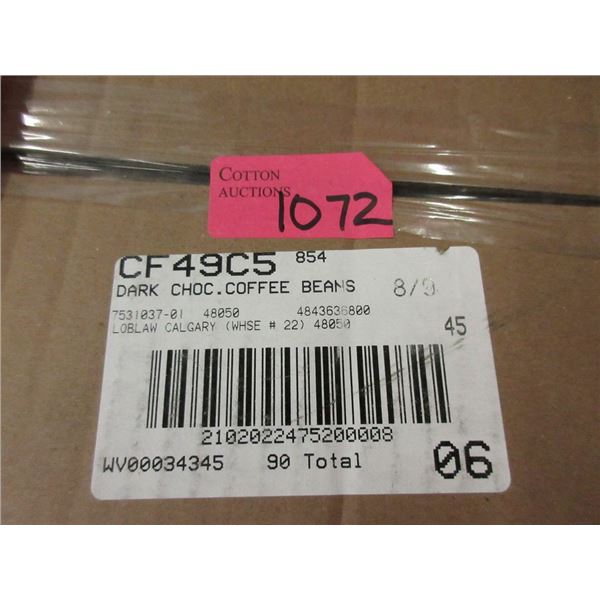 COTTON
AUCTIONS
1072
CF49C5 854
DARK CHOC.COFFEE BEANS 8/9
7531037-01 48050 4843636800
LOBLAW CALGARY (WHSE # 22) 48050 45
2102022475200008
WV00034345 90 Total 06